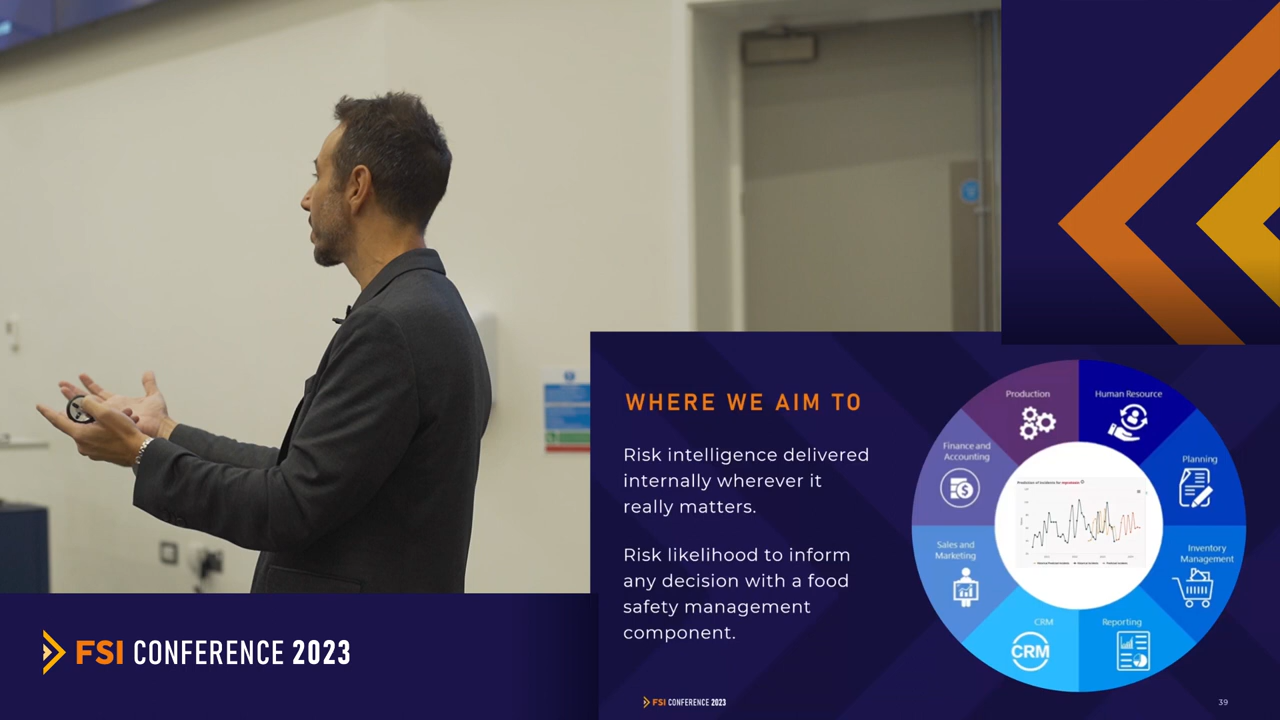 WHERE WE AIM TO
Risk intelligence delivered
internally wherever it
really matters.
Risk likelihood to inform
any decision with a food
safety management
component.
Production
Human Resource
Finance and
Accounting
Planning
Sales and
Marketing
Inventory
Management
CRM
CRM
Reporting
FSI CONFERENCE 2023
39
FSI CONFERENCE 2023